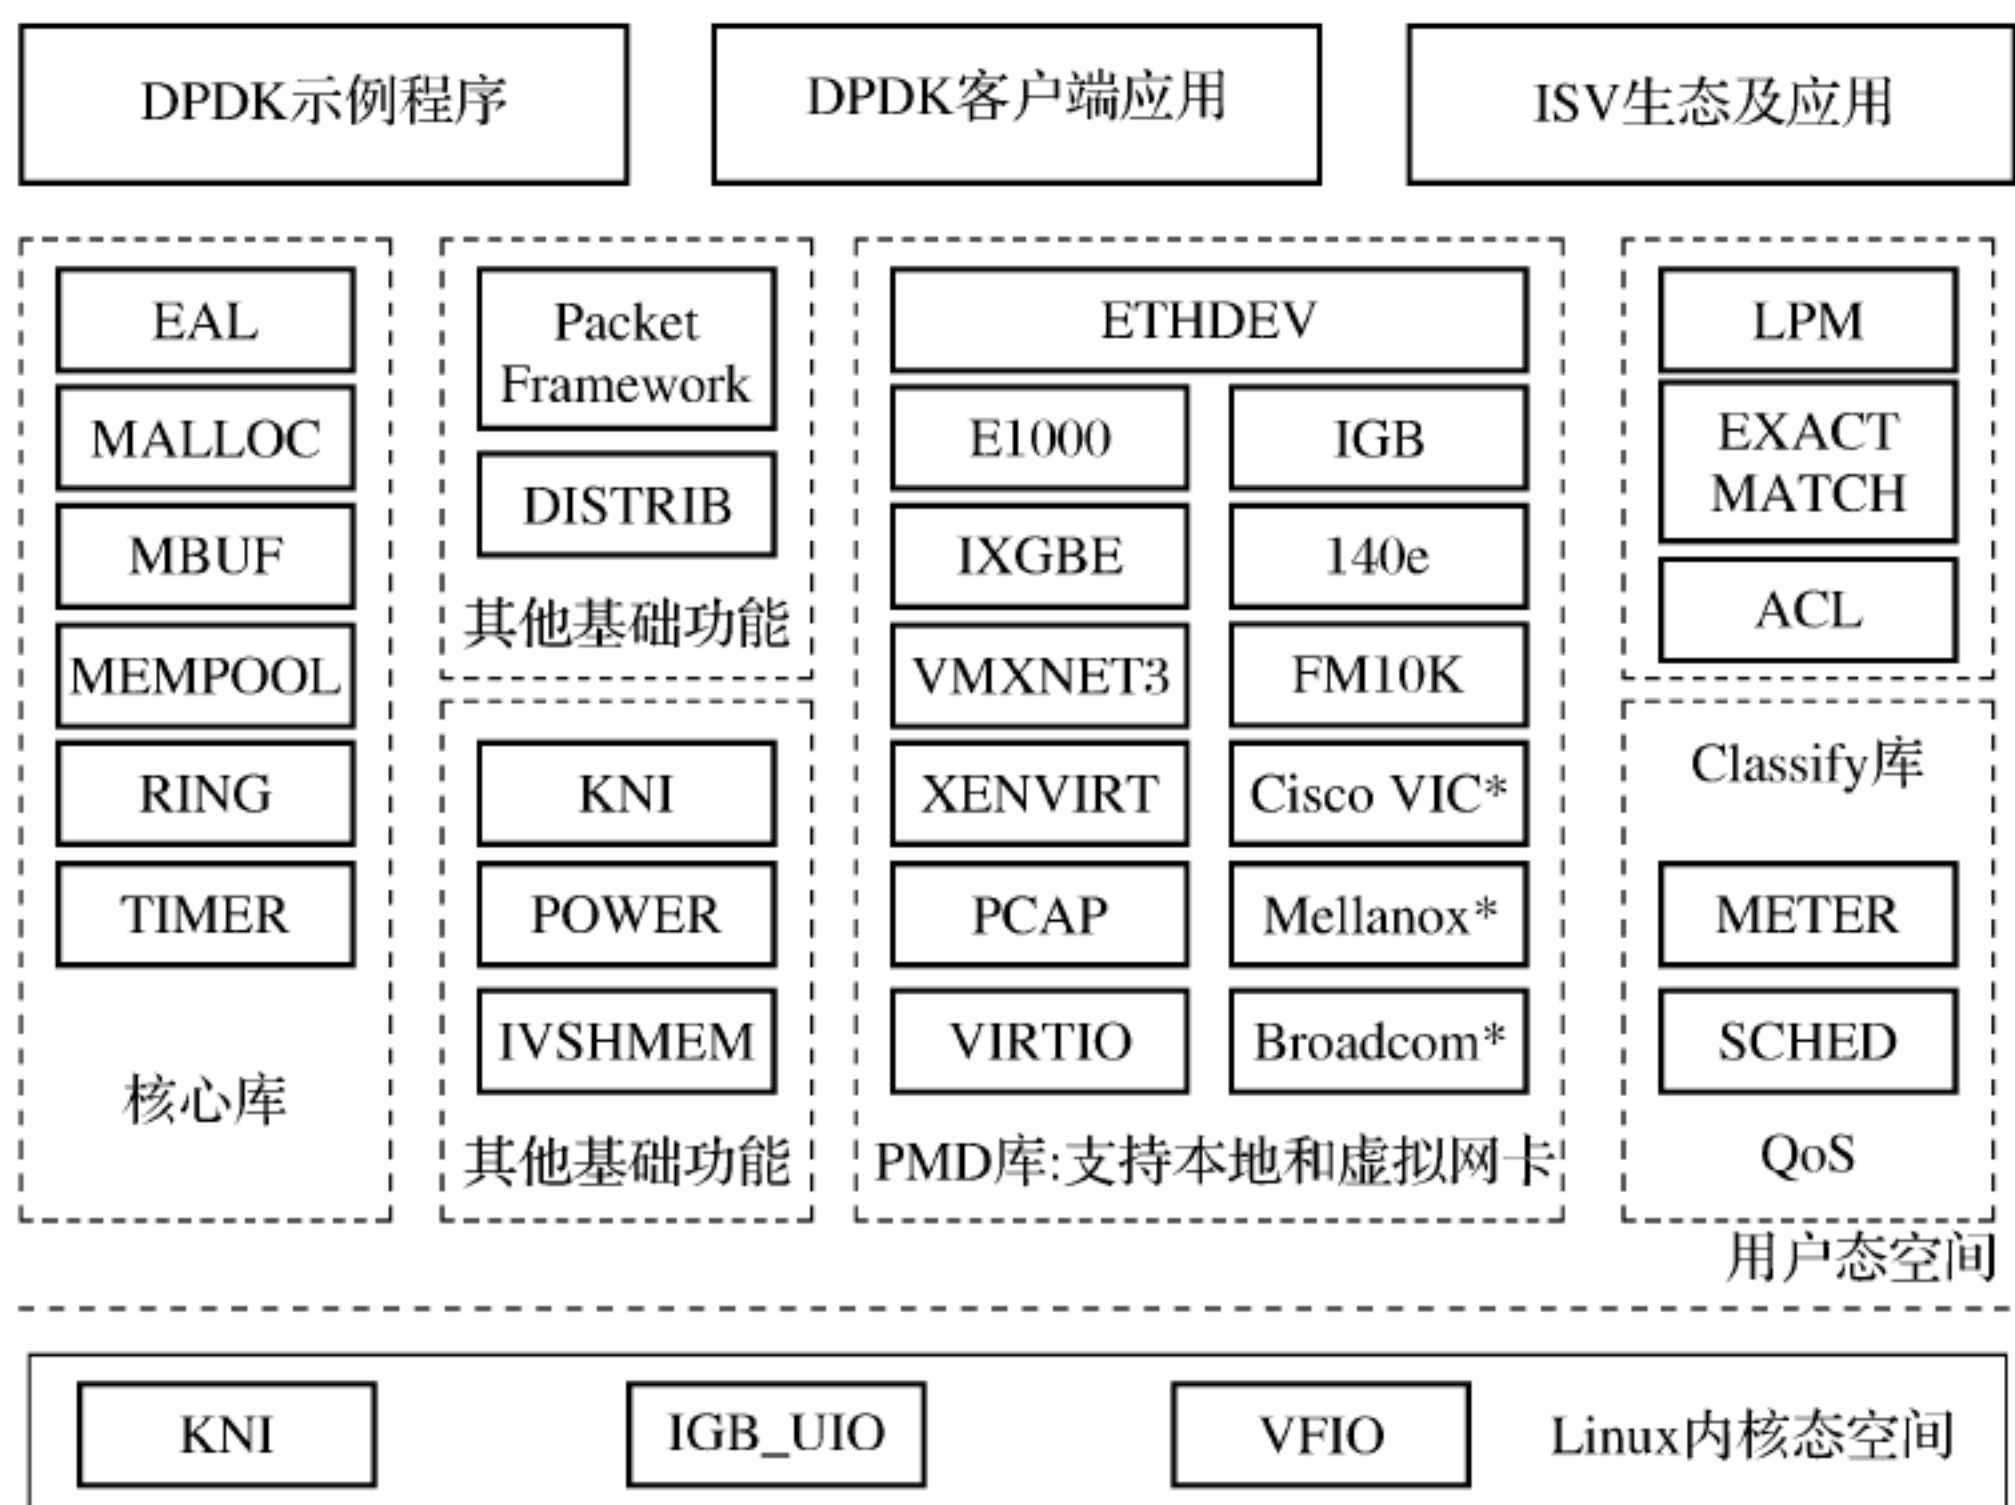 DPDK示例程序
DPDK客户端应用
ISV生态及应用
EAL
MALLOC
MBUF
MEMPOOL
RING
TIMER
核心库
Packet
Framework
DISTRIB
其他基础功能
KNI
POWER
IVSHMEM
其他基础功能
ETHDEV
E1000
IGB
IXGBE
140e
VMXNET3
FM10K
XENVIRT
Cisco VIC*
PCAP
Mellanox*
VIRTIO
Broadcom*
PMD库:支持本地和虚拟网卡
LPM
EXACT
MATCH
ACL
Classify库
METER
SCHED
QoS
用户态空间
KNI
IGB_UIO
VFIO
Linux内核态空间